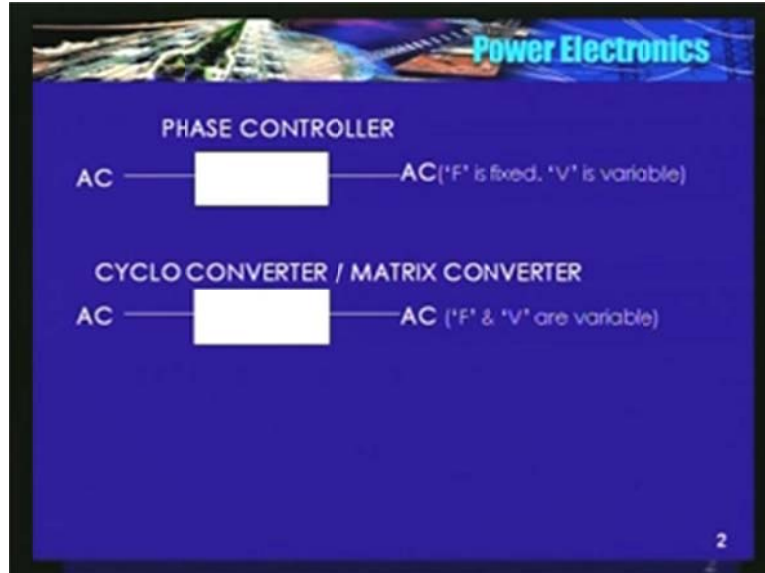 Power Electronics
PHASE CONTROLLER
AC AC('F' is fixed. 'V' is variable)
CYCLO CONVERTER / MATRIX CONVERTER
AC AC ('F' & 'V' are variable)
2